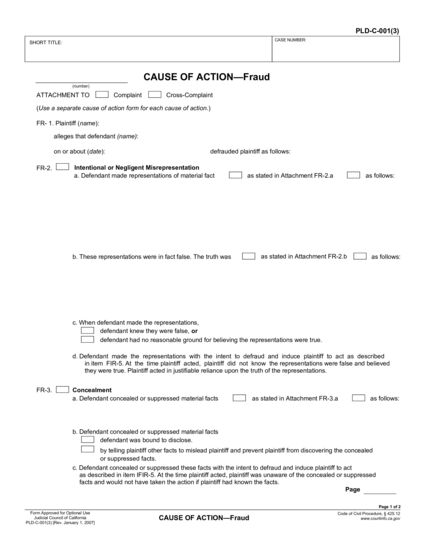 PLD-C-001(3)
SHORT TITLE:
CASE NUMBER:
CAUSE OF ACTION—Fraud
(number)
ATTACHMENT TO Complaint Cross-Complaint
(Use a separate cause of action form for each cause of action.)
FR- 1. Plaintiff (name):
alleges that defendant (name):
on or about (date): defrauded plaintiff as follows:
FR-2. Intentional or Negligent Misrepresentation
a. Defendant made representations of material fact as stated in Attachment FR-2.a as follows:
b. These representations were in fact false. The truth was as stated in Attachment FR-2.b as follows:
c. When defendant made the representations,
defendant knew they were false, or
defendant had no reasonable ground for believing the representations were true.
d. Defendant made the representations with the intent to defraud and induce plaintiff to act as described
in item FIR-5. At the time plaintiff acted, plaintiff did not know the representations were false and believed
they were true. Plaintiff acted in justifiable reliance upon the truth of the representations.
FR-3. Concealment
a. Defendant concealed or suppressed material facts as stated in Attachment FR-3.a as follows:
b. Defendant concealed or suppressed material facts
defendant was bound to disclose.
by telling plaintiff other facts to mislead plaintiff and prevent plaintiff from discovering the concealed
or suppressed facts.
c. Defendant concealed or suppressed these facts with the intent to defraud and induce plaintiff to act
as described in item IFIR-5. At the time plaintiff acted, plaintiff was unaware of the concealed or suppressed
facts and would not have taken the action if plaintiff had known the facts.
Page
Page 1 of 2
Form Approved for Optional Use
Judicial Council of California
PLD-C-001(3) [Rev. January 1, 2007]
CAUSE OF ACTION—Fraud
Code of Civil Procedure, § 425.12
www.courtinfo.ca.gov